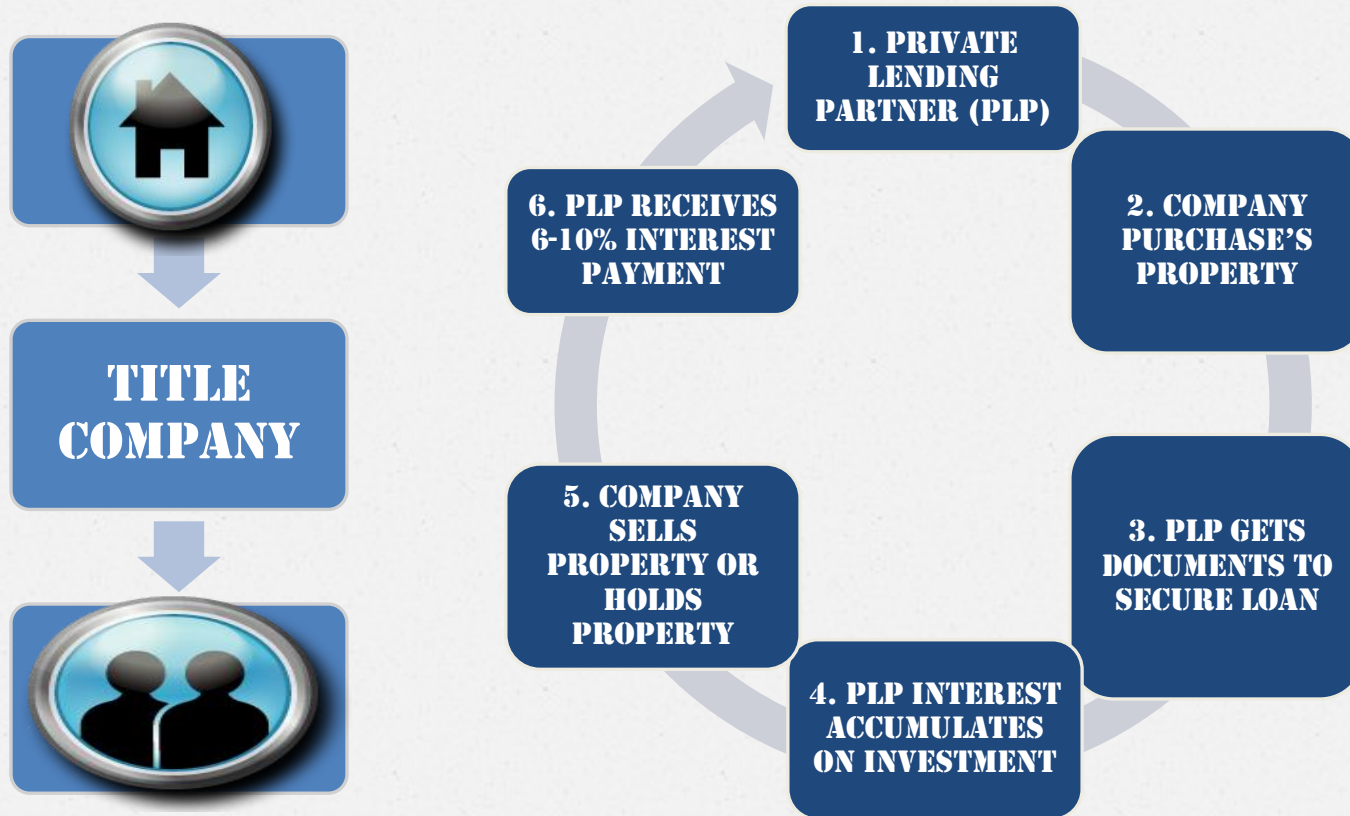 TITLE
COMPANY
1. PRIVATE
LENDING
PARTNER (PLP)
2. COMPANY
PURCHASE’S
PROPERTY
3. PLP GETS
DOCUMENTS TO
SECURE LOAN
4. PLP INTEREST
ACCUMULATES
ON INVESTMENT
5. COMPANY
SELLS
PROPERTY OR
HOLDS
PROPERTY
6. PLP RECEIVES
6-10% INTEREST
PAYMENT